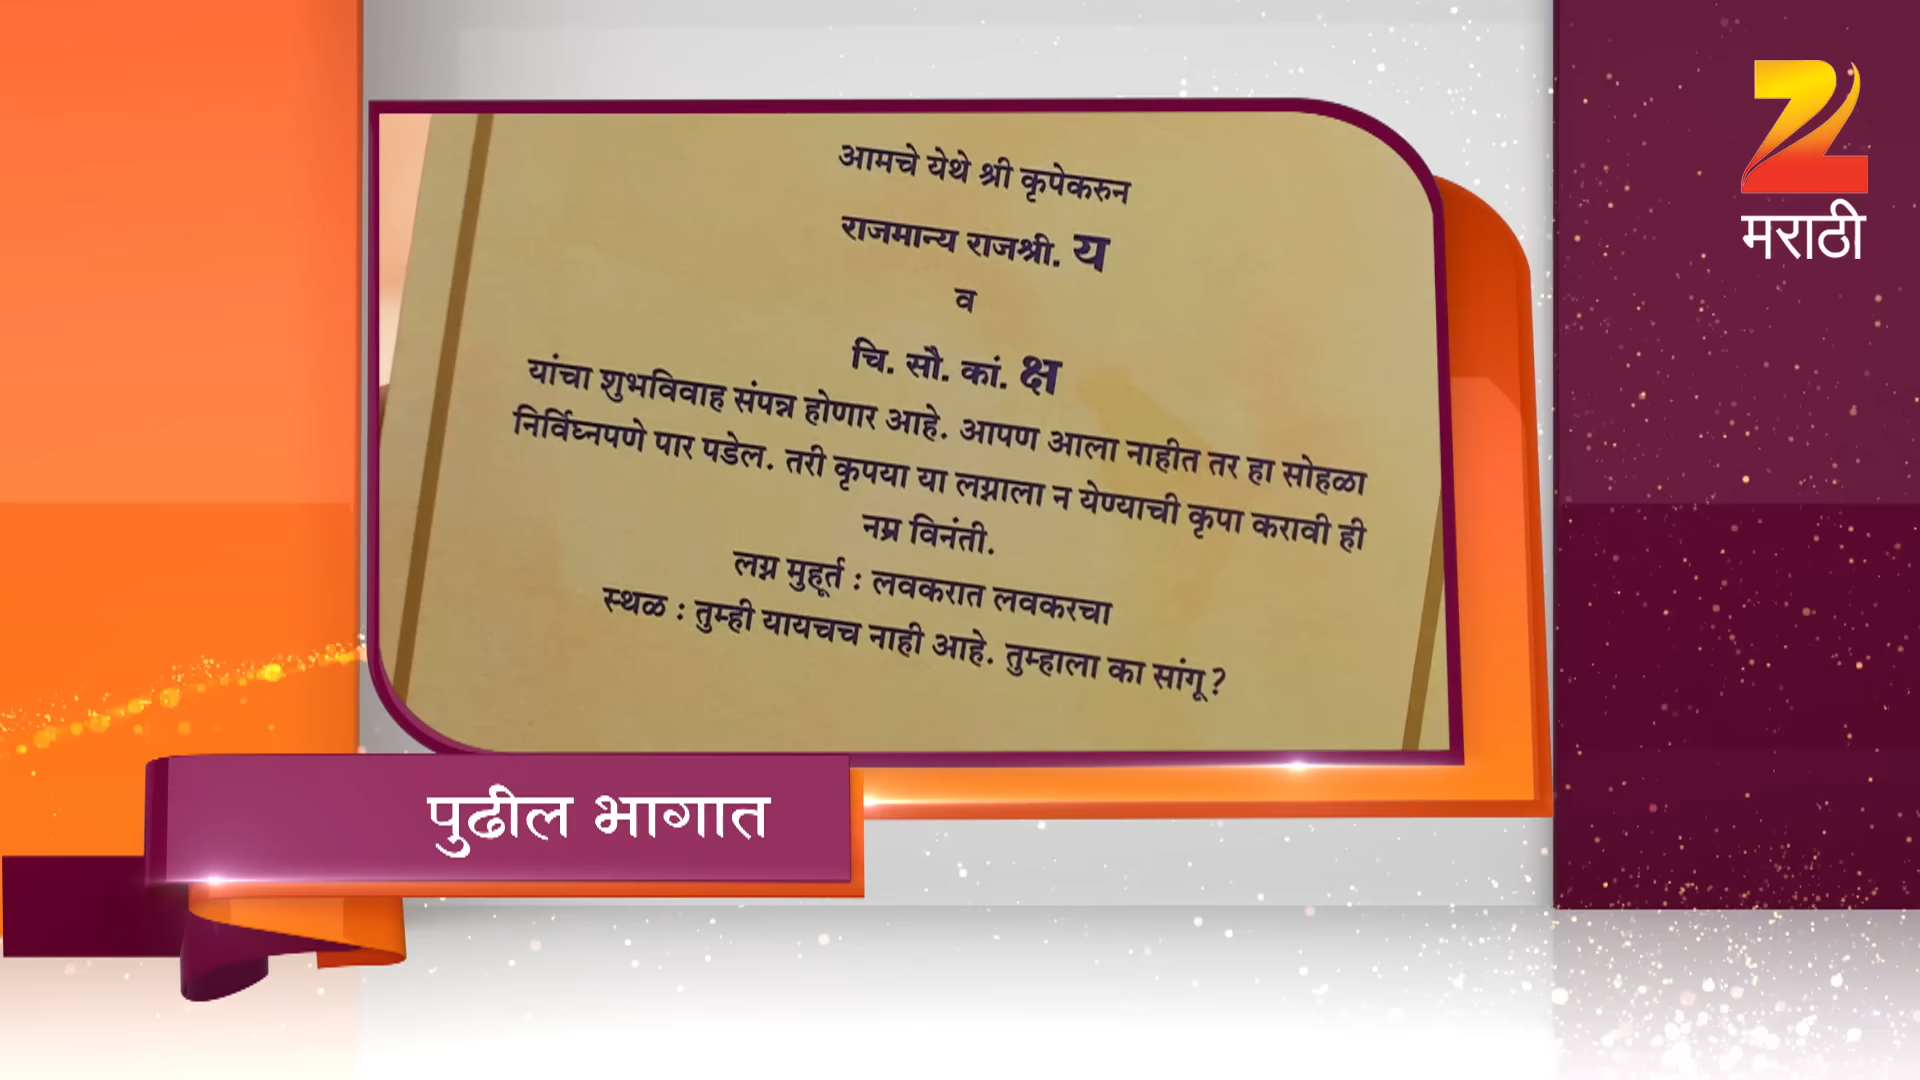 आमचे येथे श्री कृपेकरुन
राजमान्य राजश्री. य
व
चि. सौ. कां. क्ष
यांचा शुभविवाह संपन्न होणार आहे. आपण आला नाहीत तर हा सोहळा
निर्विघ्नपणे पार पडेल. तरी कृपया या लग्नाला न येण्याची कृपा करावी ही
नम्र विनंती.
लग्न मुहूर्त : लवकरात लवकरचा
स्थळ : तुम्ही यायचच नाही आहे. तुम्हाला का सांगू?
मराठी
पुढील भागात